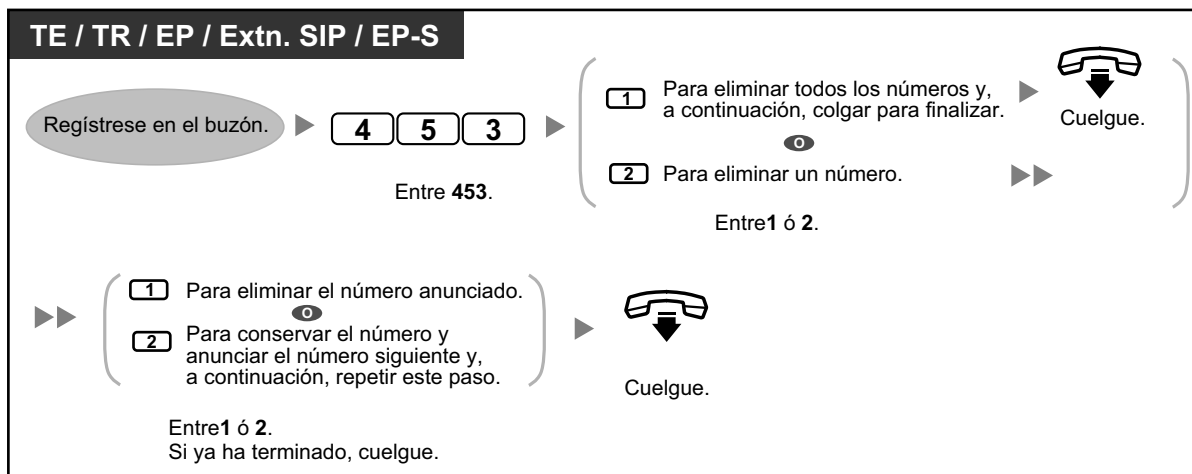 TE / TR / EP / Extn. SIP / EP-S
Regístrese en el buzón.
4 5 3
Entre 453.
1 Para eliminar todos los números y,
a continuación, colgar para finalizar.
O
2 Para eliminar un número.
Entre1 ó 2.
Cuelgue.
1 Para eliminar el número anunciado.
O
2 Para conservar el número y
anunciar el número siguiente y,
a continuación, repetir este paso.
Entre1 ó 2.
Si ya ha terminado, cuelgue.
Cuelgue.